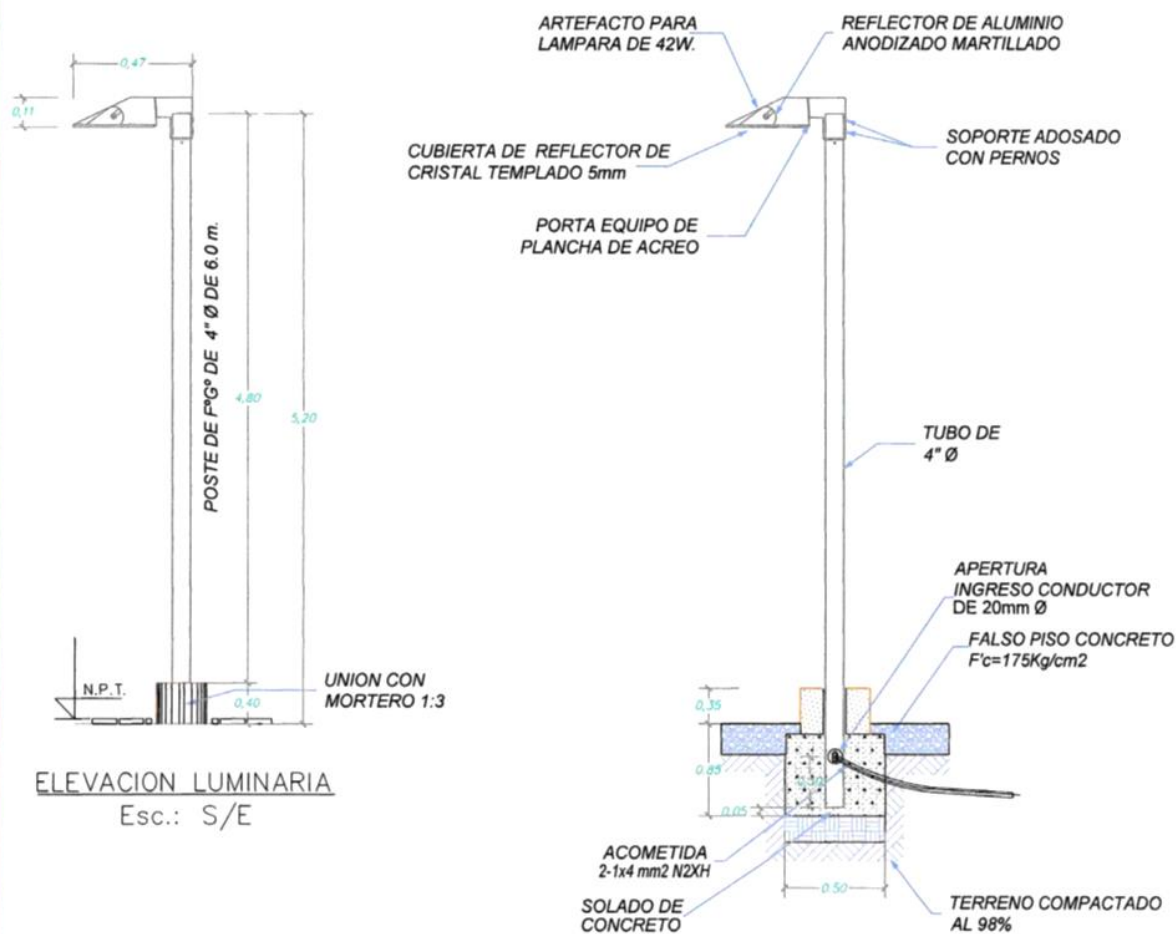 0,47
0,11
POSTE DE FºGº DE 4" Ø DE 6.0 m.
4,80
5,20
N.P.T.
0,40
UNION CON
MORTERO 1:3
ELEVACION LUMINARIA
Esc.: S/E
ARTEFACTO PARA
LAMPARA DE 42W.
REFLECTOR DE ALUMINIO
ANODIZADO MARTILLADO
CUBIERTA DE REFLECTOR DE
CRISTAL TEMPLADO 5mm
SOPORTE ADOSADO
CON PERNOS
PORTA EQUIPO DE
PLANCHA DE ACREO
TUBO DE
4" Ø
APERTURA
INGRESO CONDUCTOR
DE 20mm Ø
FALSO PISO CONCRETO
F'c=175Kg/cm2
0,35
0.85
0,05
ACOMETIDA
2-1x4 mm2 N2XH
0.50
SOLADO DE
CONCRETO
TERRENO COMPACTADO
AL 98%